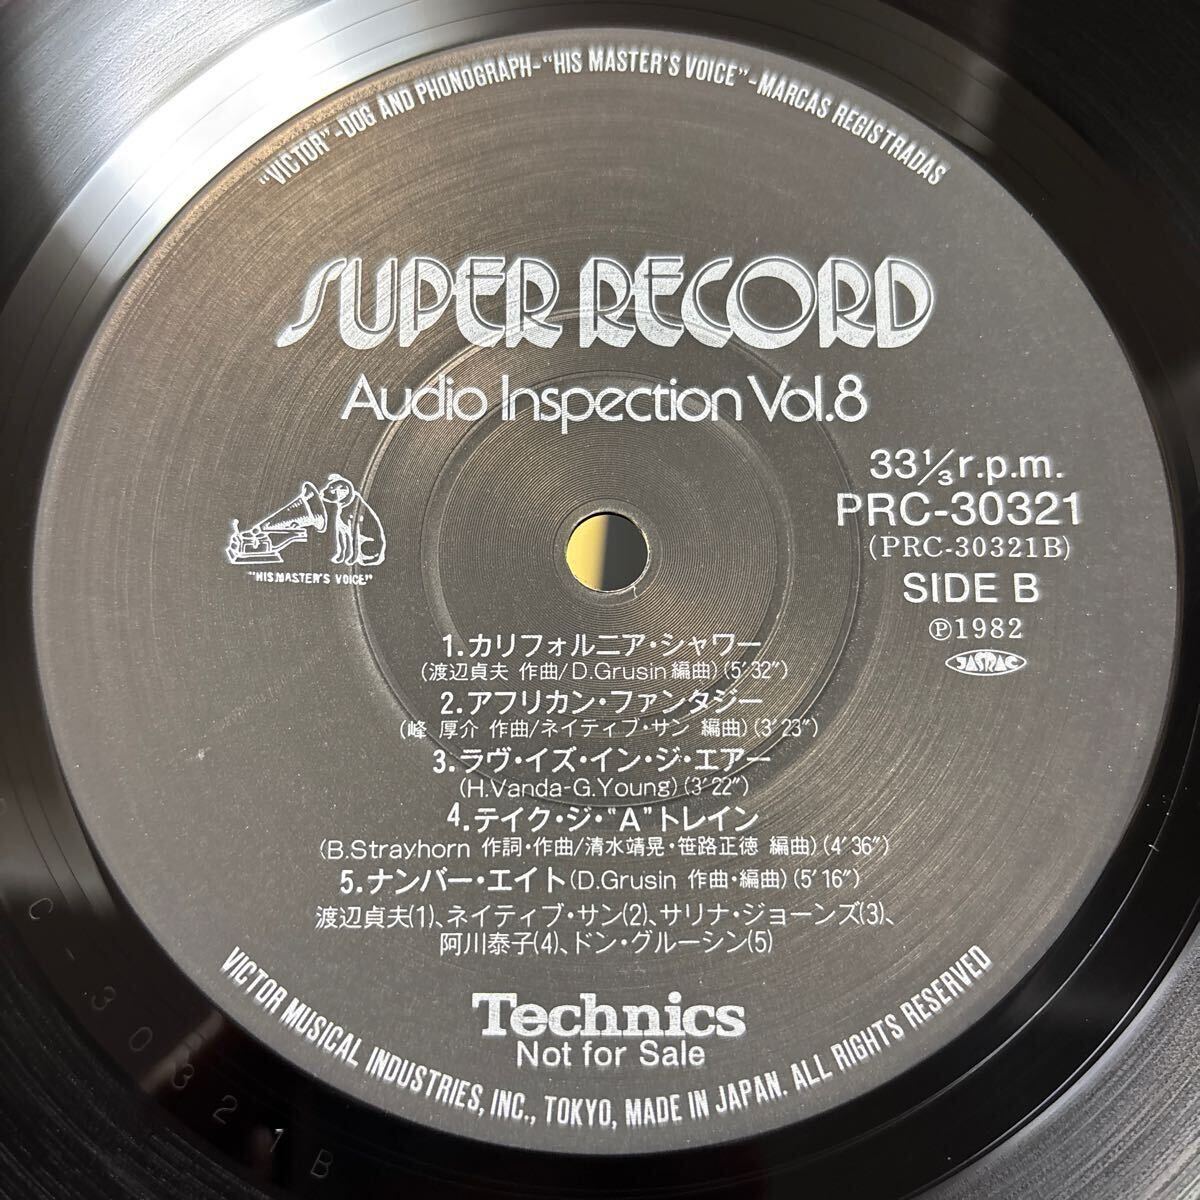 "VICTOR"-DOG AND PHONOGRAPH-"HIS MASTER'S VOICE"-MARCAS REGISTRADAS
SUPER RECORD
Audio Inspection Vol.8
33⅓ r.p.m.
PRC-30321
(PRC-30321B)
SIDE B
℗1982
JASRAC
"HIS MASTER'S VOICE"
1.カリフォルニア・シャワー
(渡辺貞夫 作曲/D.Grusin編曲)(5′32″)
2.アフリカン・ファンタジー
(峰 厚介 作曲/ネイティブ・サン 編曲)(3′23″)
3.ラヴ・イズ・イン・ジ・エアー
(H.Vanda-G.Young)(3′22″)
4.テイク・ジ・"A"トレイン
(B.Strayhorn 作詞・作曲/清水靖晃・笹路正徳 編曲)(4′36″)
5.ナンバー・エイト(D.Grusin 作曲・編曲)(5′16″)
渡辺貞夫(1)、ネイティブ・サン(2)、サリナ・ジョーンズ(3)、
阿川泰子(4)、ドン・グルーシン(5)
Technics
Not for Sale
VICTOR MUSICAL INDUSTRIES, INC., TOKYO, MADE IN JAPAN. ALL RIGHTS RESERVED
C-30321B